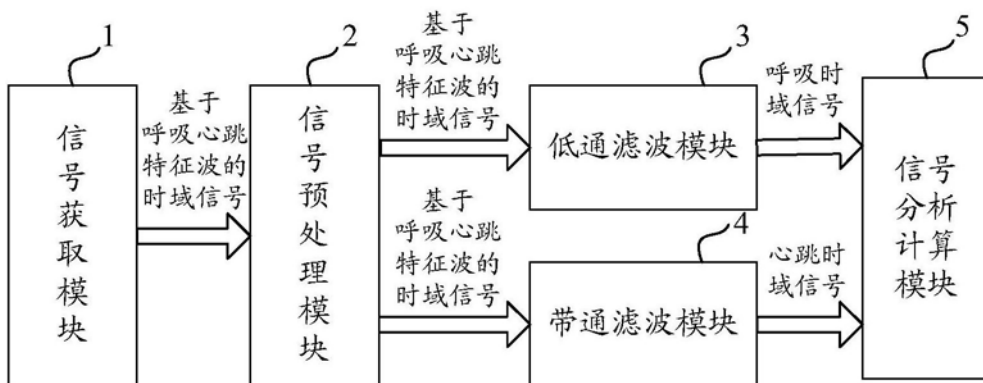 1
信
号
获
取
模
块
基于
呼吸心跳
特征波的
时域信号
2
信
号
预
处
理
模
块
基于
呼吸心跳
特征波的
时域信号
3
低通滤波模块
呼吸时
域信号
基于
呼吸心跳
特征波的
时域信号
4
带通滤波模块
心跳时
域信号
5
信号
分析
计算
模块